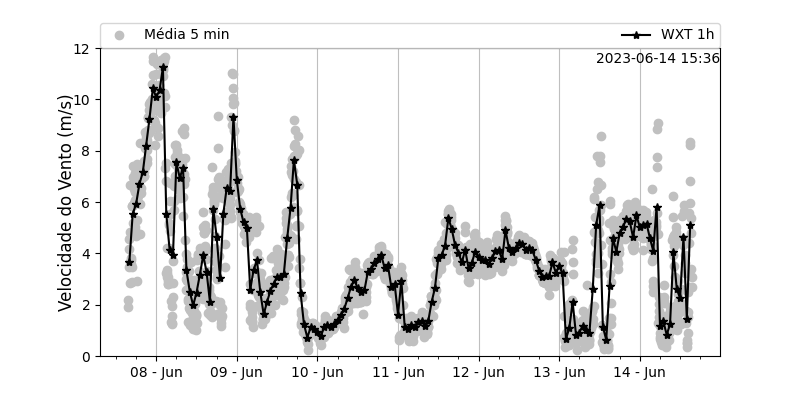 Média 5 min
WXT 1h
2023-06-14 15:36
Velocidade do Vento (m/s)
12
10
8
6
4
2
0
08 - Jun
09 - Jun
10 - Jun
11 - Jun
12 - Jun
13 - Jun
14 - Jun